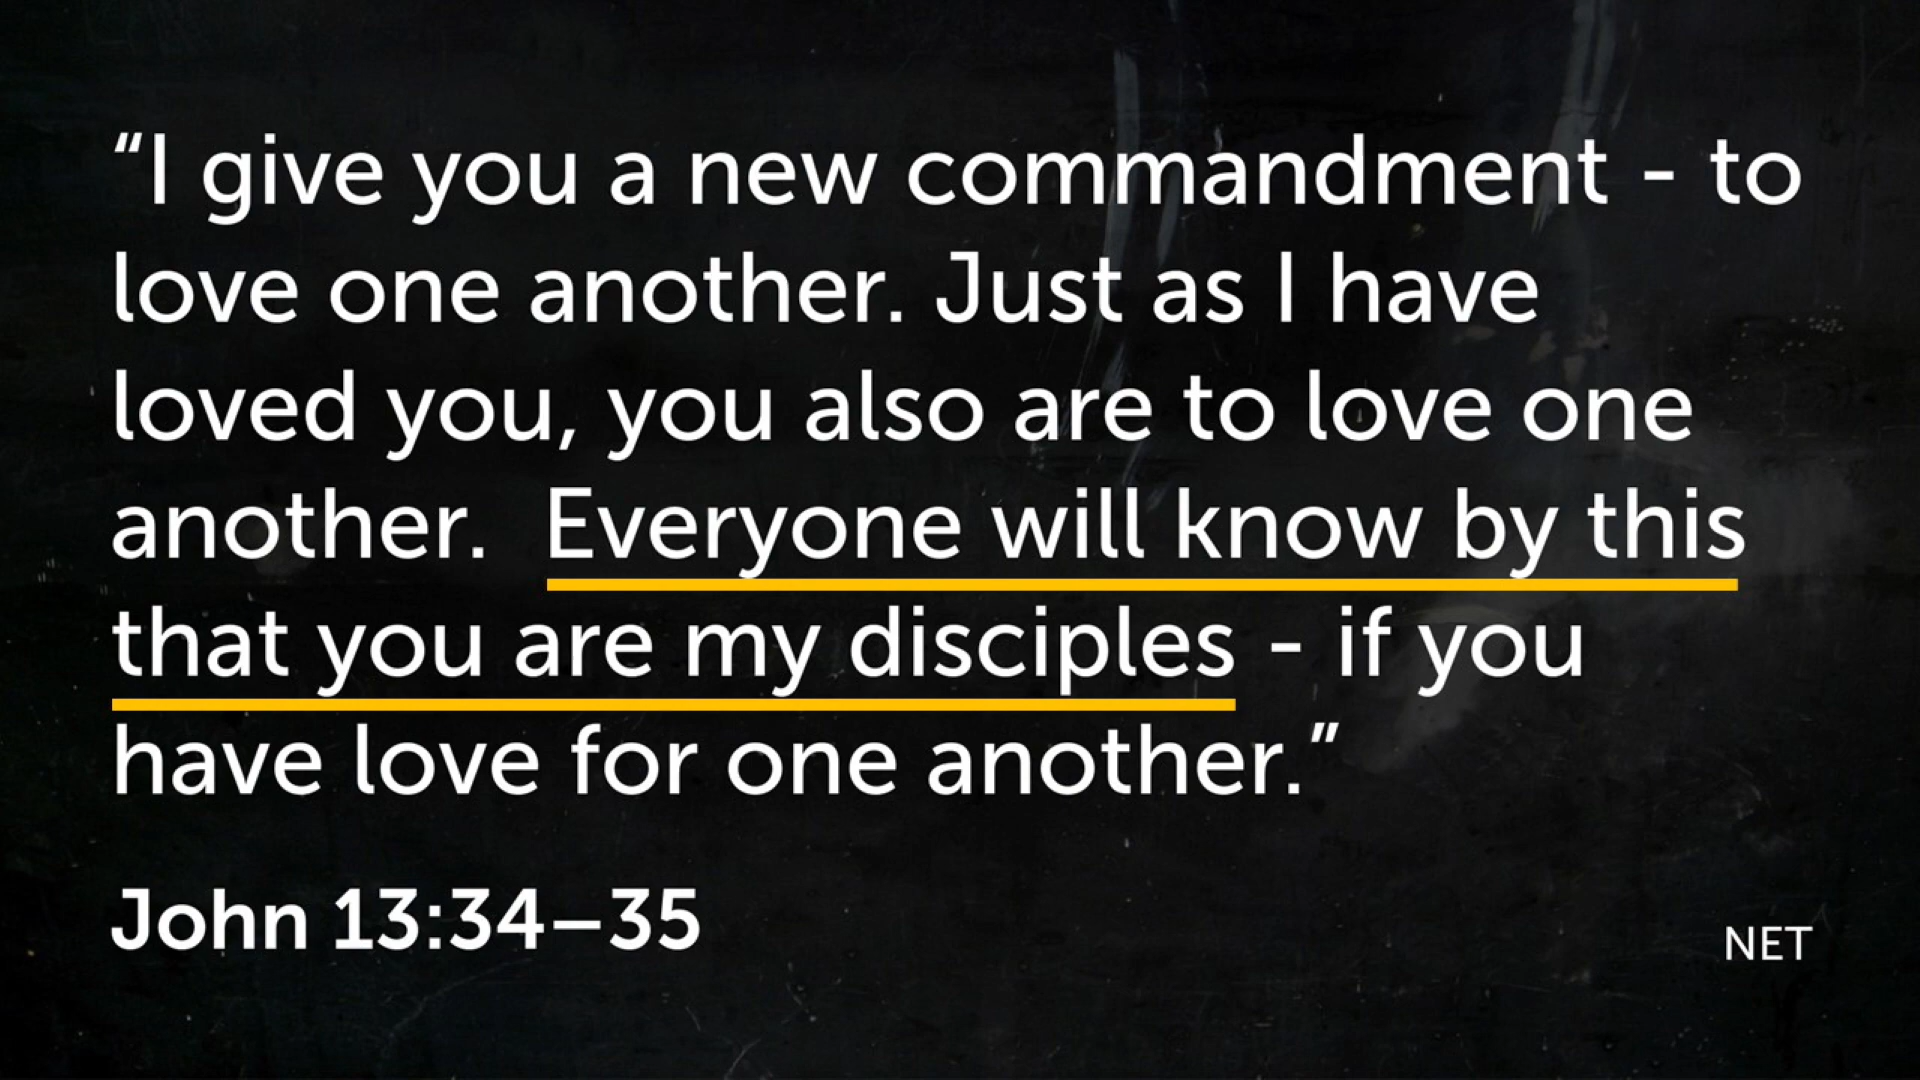 “I give you a new commandment - to
love one another. Just as I have
loved you, you also are to love one
another.  Everyone will know by this
that you are my disciples - if you
have love for one another.”
John 13:34–35
NET